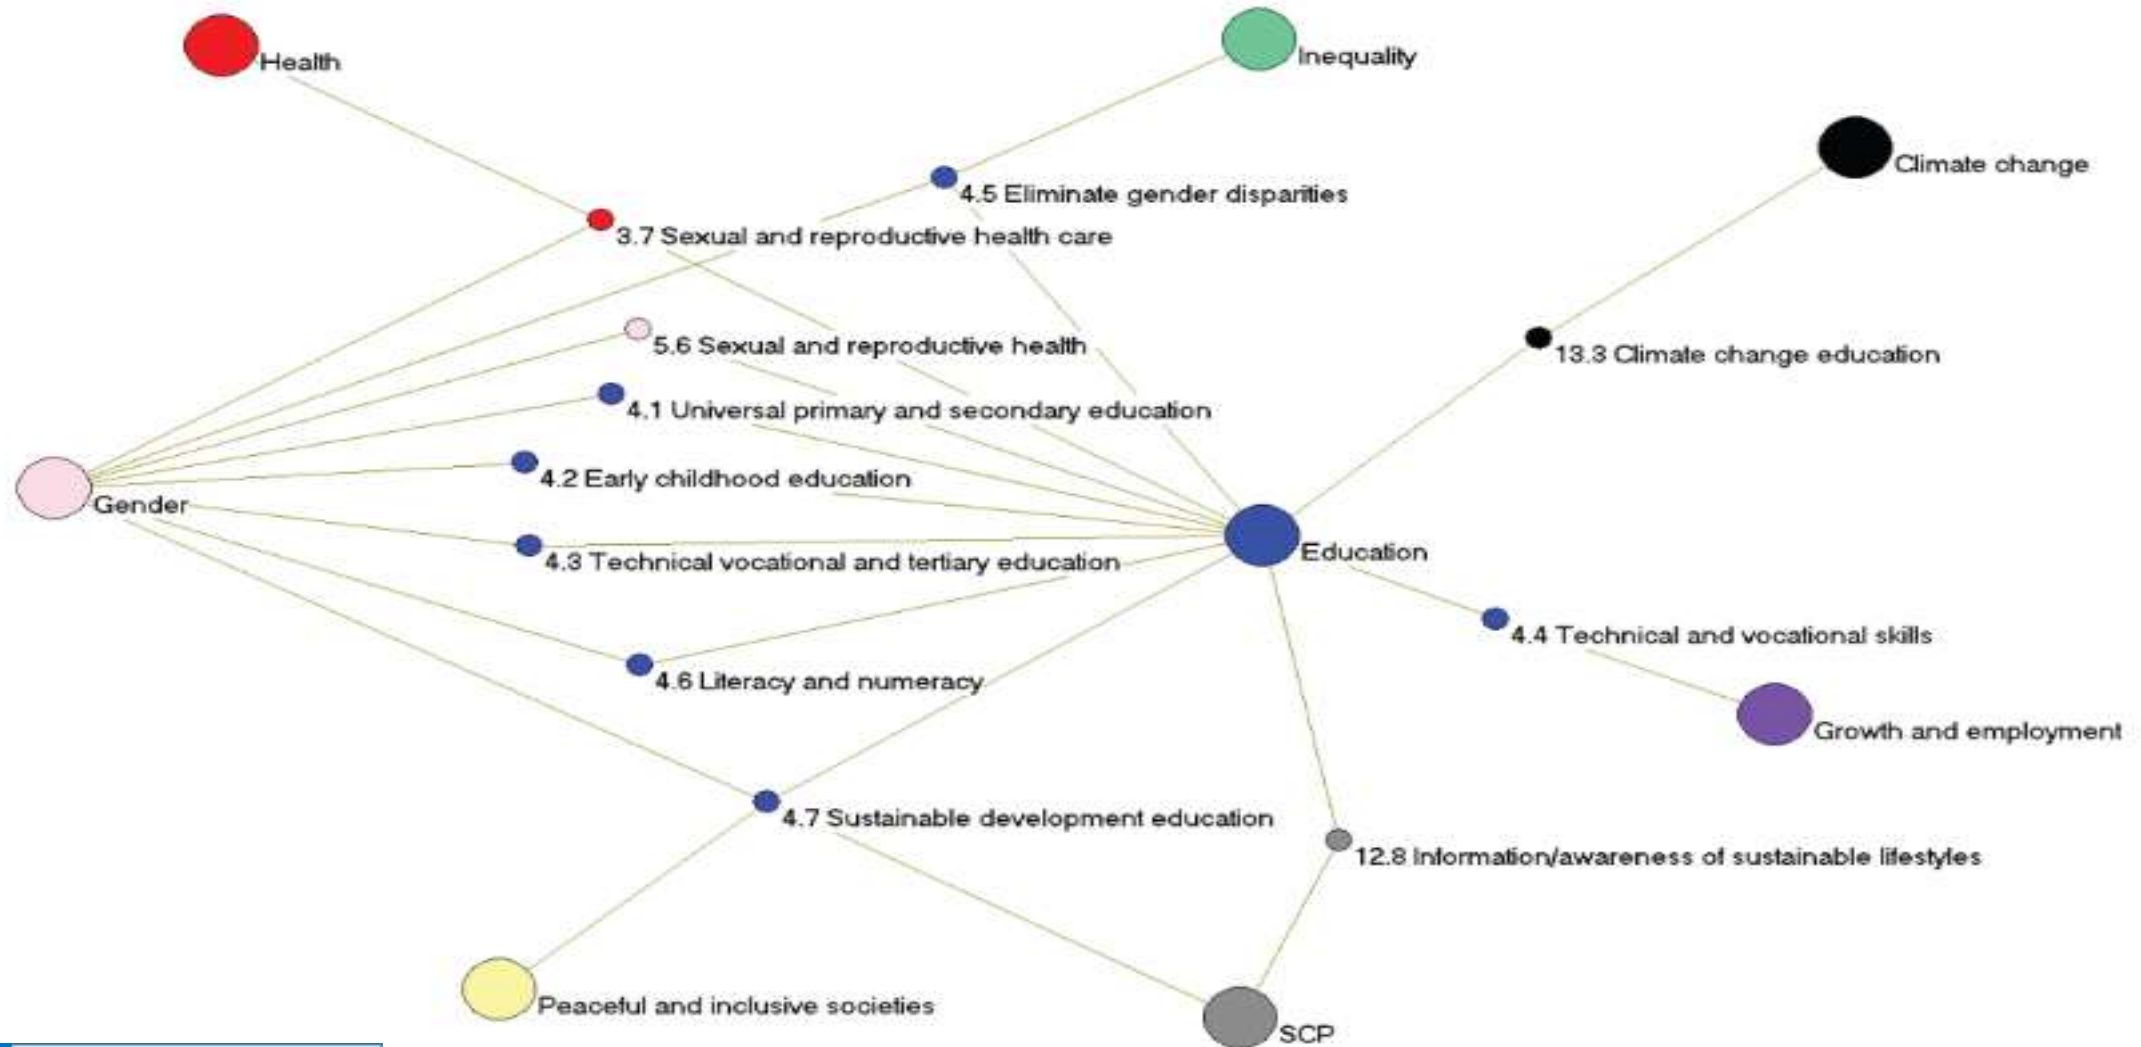 Health
Inequality
Climate change
4.5 Eliminate gender disparities
3.7 Sexual and reproductive health care
5.6 Sexual and reproductive health
13.3 Climate change education
4.1 Universal primary and secondary education
4.2 Early childhood education
Gender
4.3 Technical vocational and tertiary education
Education
4.4 Technical and vocational skills
4.6 Literacy and numeracy
Growth and employment
4.7 Sustainable development education
12.8 Information/awareness of sustainable lifestyles
Peaceful and inclusive societies
SCP